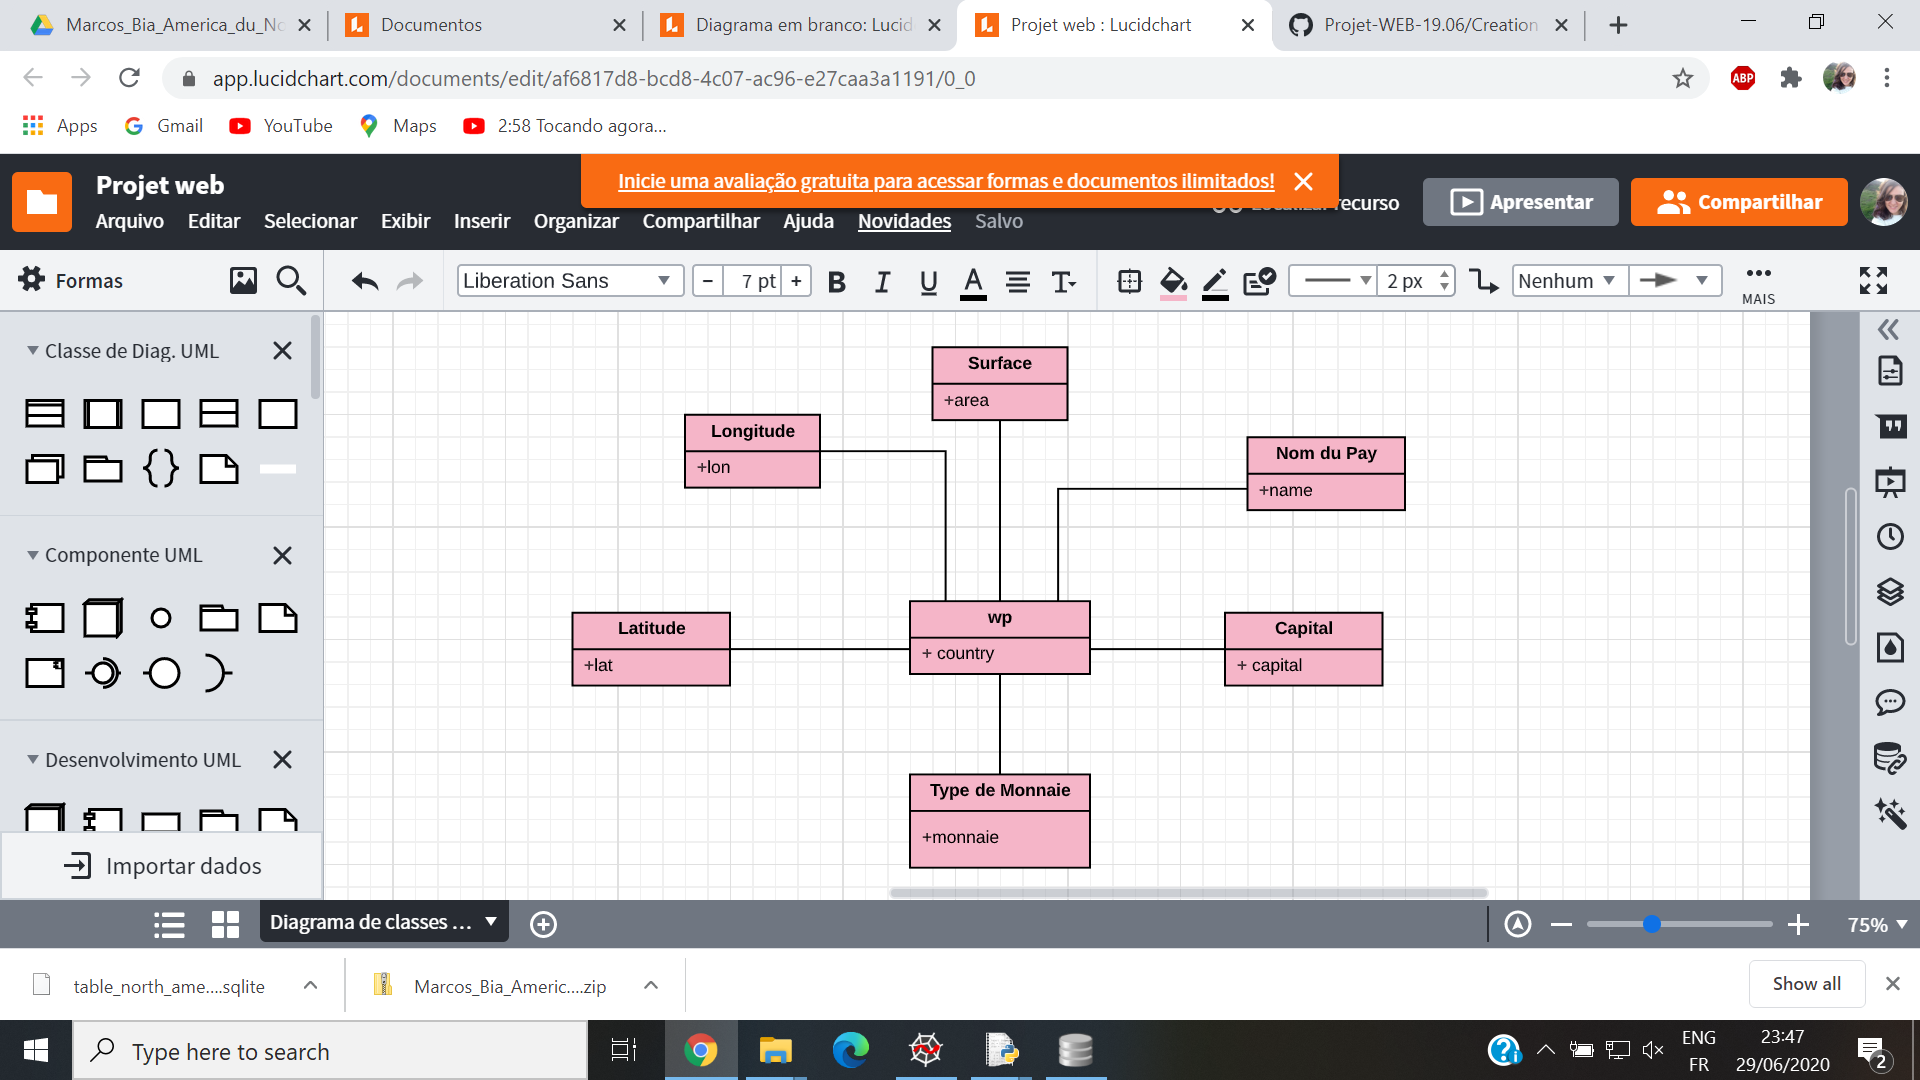 Marcos_Bia_America_du_No
Documentos
Diagrama em branco: Lucid
Projet web : Lucidchart
Projet-WEB-19.06/Creation
app.lucidchart.com/documents/edit/af6817d8-bcd8-4c07-ac96-e27caa3a1191/0_0
ABP
Apps
Gmail
YouTube
Maps
2:58 Tocando agora...
Projet web
Inicie uma avaliação gratuita para acessar formas e documentos ilimitados!
recurso
Apresentar
Compartilhar
Arquivo Editar Selecionar Exibir Inserir Organizar Compartilhar Ajuda Novidades Salvo
Formas
Liberation Sans
7 pt
B I U A T
2 px
Nenhum
MAIS
Classe de Diag. UML
Componente UML
Desenvolvimento UML
Importar dados
Surface
+area
Longitude
+lon
Nom du Pay
+name
wp
+ country
Latitude
+lat
Capital
+ capital
Type de Monnaie
+monnaie
Diagrama de classes ...
75%
table_north_ame....sqlite
Marcos_Bia_Americ....zip
Show all
Type here to search
ENG
FR
23:47
29/06/2020
2